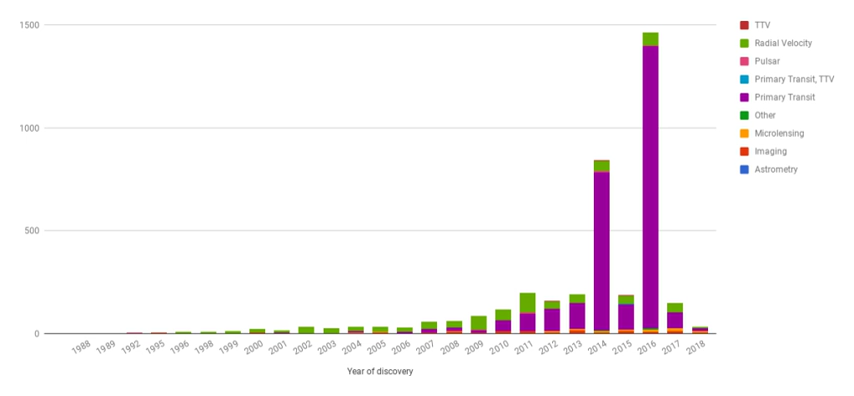 1500
1000
500
0
1988 1989 1992 1995 1996 1998 1999 2000 2001 2002 2003 2004 2005 2006 2007 2008 2009 2010 2011 2012 2013 2014 2015 2016 2017 2018
Year of discovery
TTV
Radial Velocity
Pulsar
Primary Transit, TTV
Primary Transit
Other
Microlensing
Imaging
Astrometry